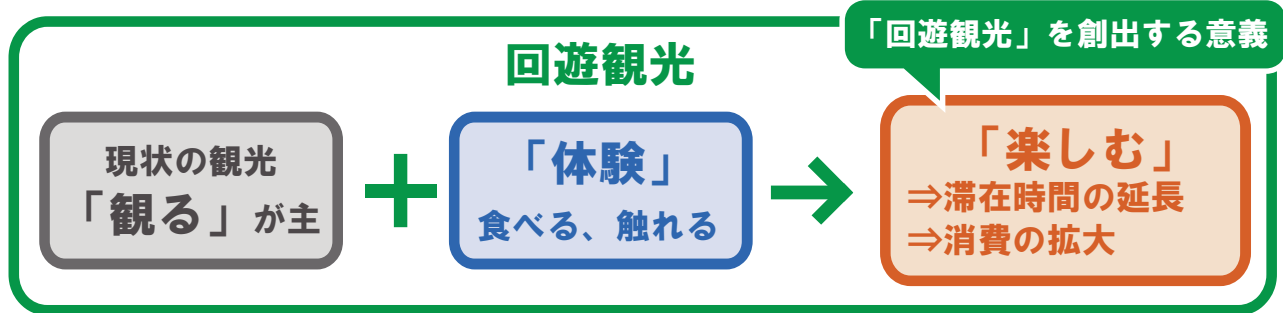 「回遊観光」を創出する意義
回遊観光
現状の観光
「観る」が主
+
「体験」
食べる、触れる
→
「楽しむ」
⇒滞在時間の延長
⇒消費の拡大